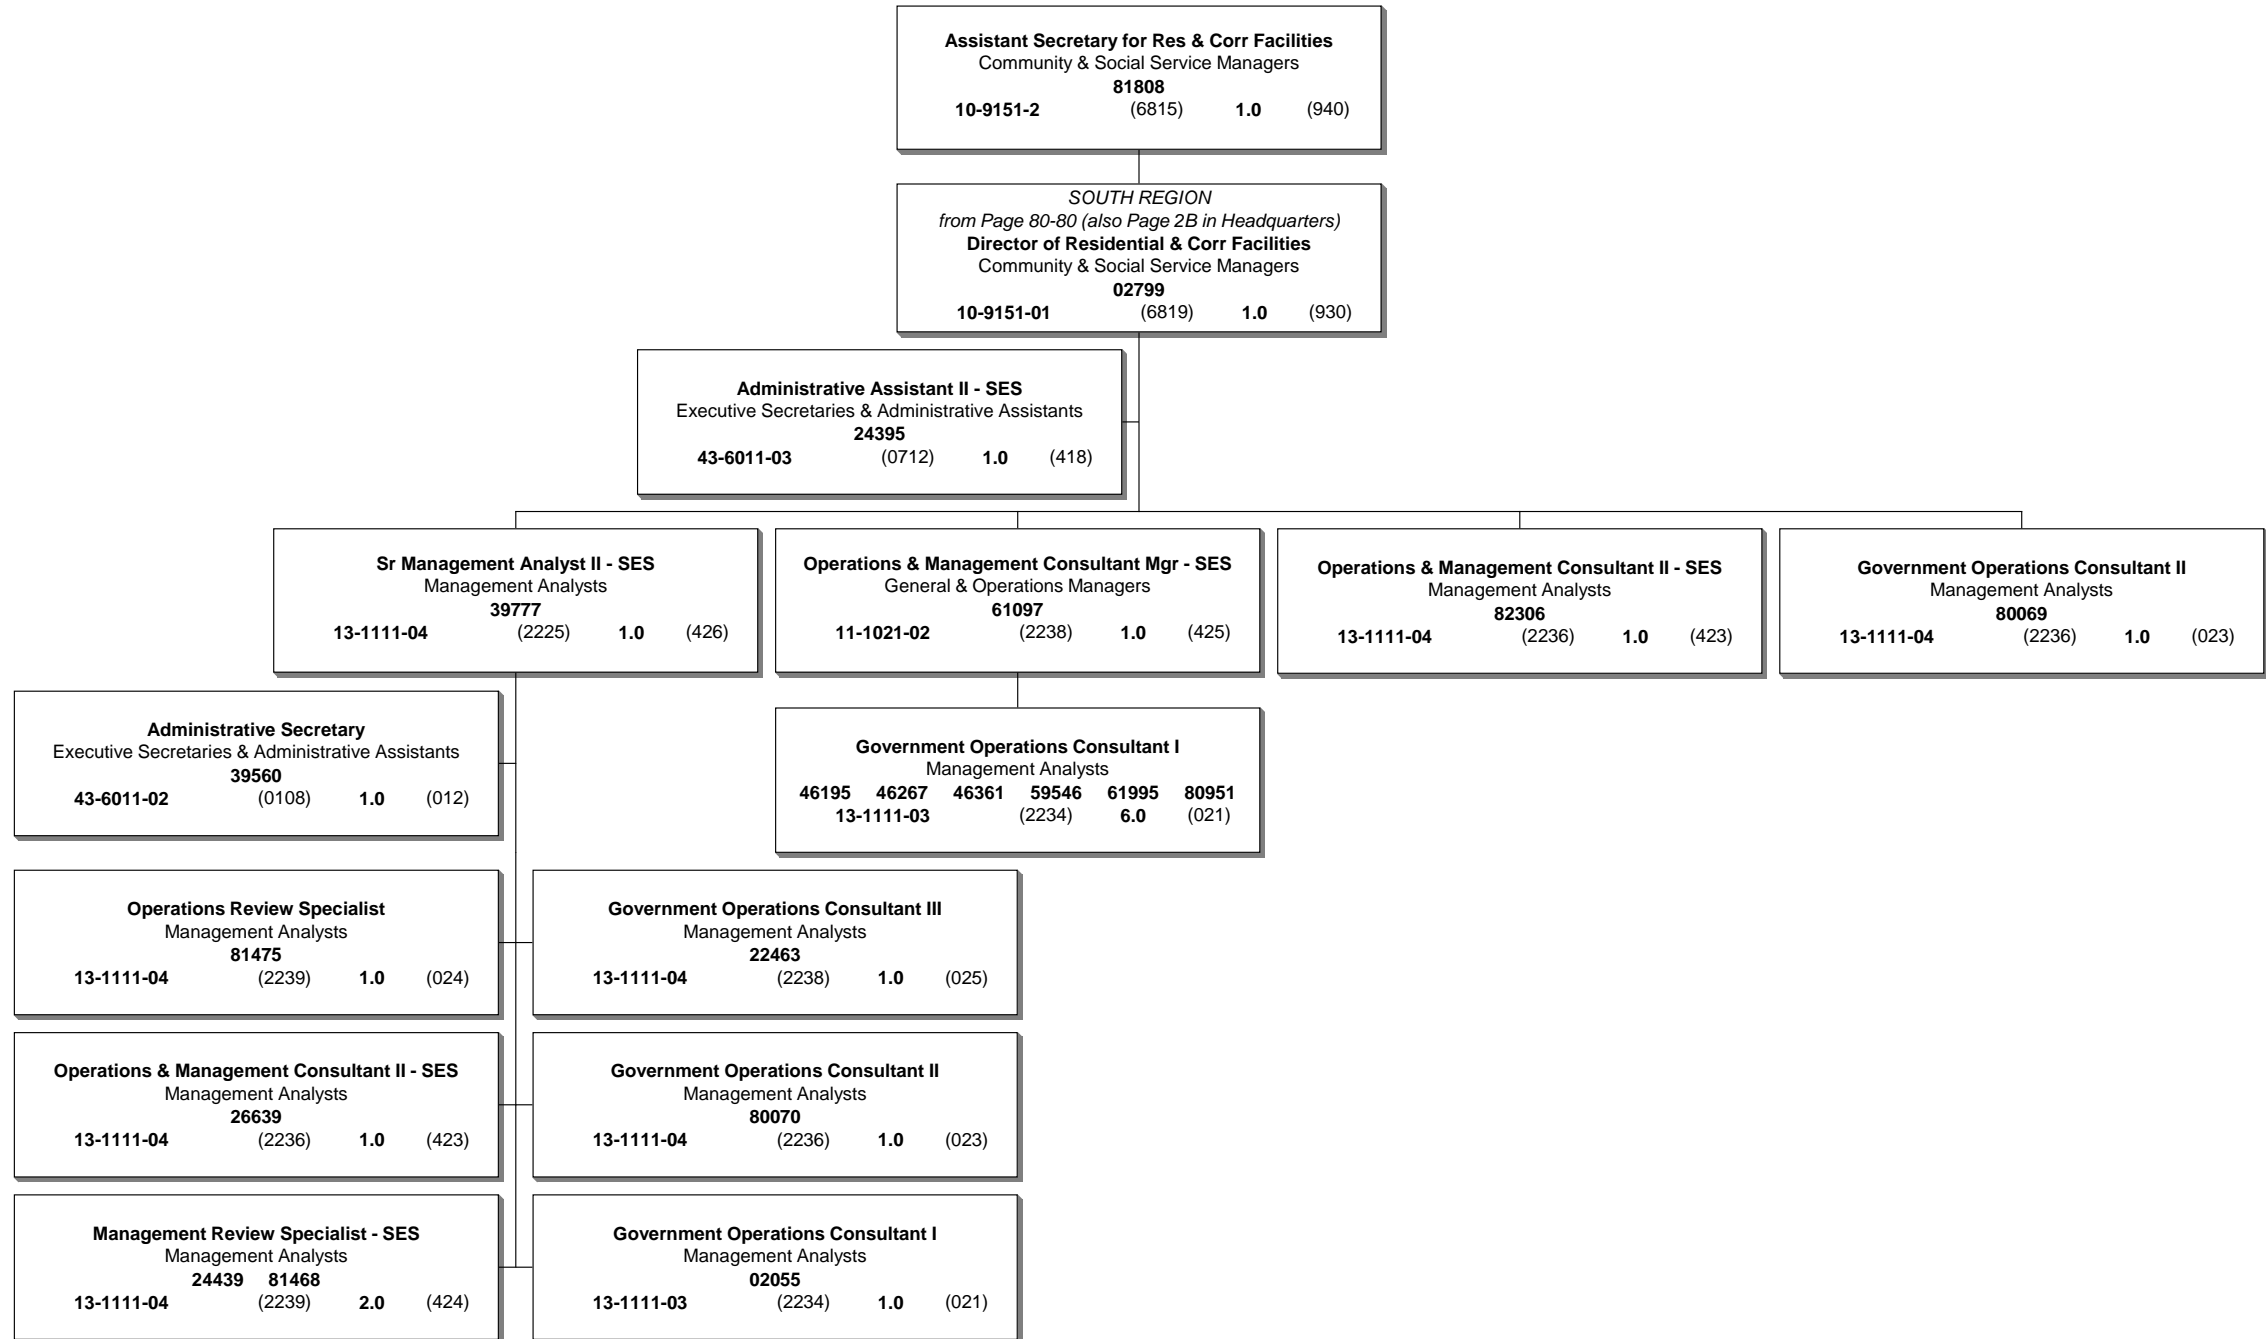 Assistant Secretary for Res & Corr Facilities
Community & Social Service Managers
81808
10-9151-2 (6815) 1.0 (940)
SOUTH REGION
from Page 80-80 (also Page 2B in Headquarters)
Director of Residential & Corr Facilities
Community & Social Service Managers
02799
10-9151-01 (6819) 1.0 (930)
Administrative Assistant II - SES
Executive Secretaries & Administrative Assistants
24395
43-6011-03 (0712) 1.0 (418)
Sr Management Analyst II - SES
Management Analysts
39777
13-1111-04 (2225) 1.0 (426)
Operations & Management Consultant Mgr - SES
General & Operations Managers
61097
11-1021-02 (2238) 1.0 (425)
Operations & Management Consultant II - SES
Management Analysts
82306
13-1111-04 (2236) 1.0 (423)
Government Operations Consultant II
Management Analysts
80069
13-1111-04 (2236) 1.0 (023)
Administrative Secretary
Executive Secretaries & Administrative Assistants
39560
43-6011-02 (0108) 1.0 (012)
Government Operations Consultant I
Management Analysts
46195 46267 46361 59546 61995 80951
13-1111-03 (2234) 6.0 (021)
Operations Review Specialist
Management Analysts
81475
13-1111-04 (2239) 1.0 (024)
Government Operations Consultant III
Management Analysts
22463
13-1111-04 (2238) 1.0 (025)
Operations & Management Consultant II - SES
Management Analysts
26639
13-1111-04 (2236) 1.0 (423)
Government Operations Consultant II
Management Analysts
80070
13-1111-04 (2236) 1.0 (023)
Management Review Specialist - SES
Management Analysts
24439 81468
13-1111-04 (2239) 2.0 (424)
Government Operations Consultant I
Management Analysts
02055
13-1111-03 (2234) 1.0 (021)